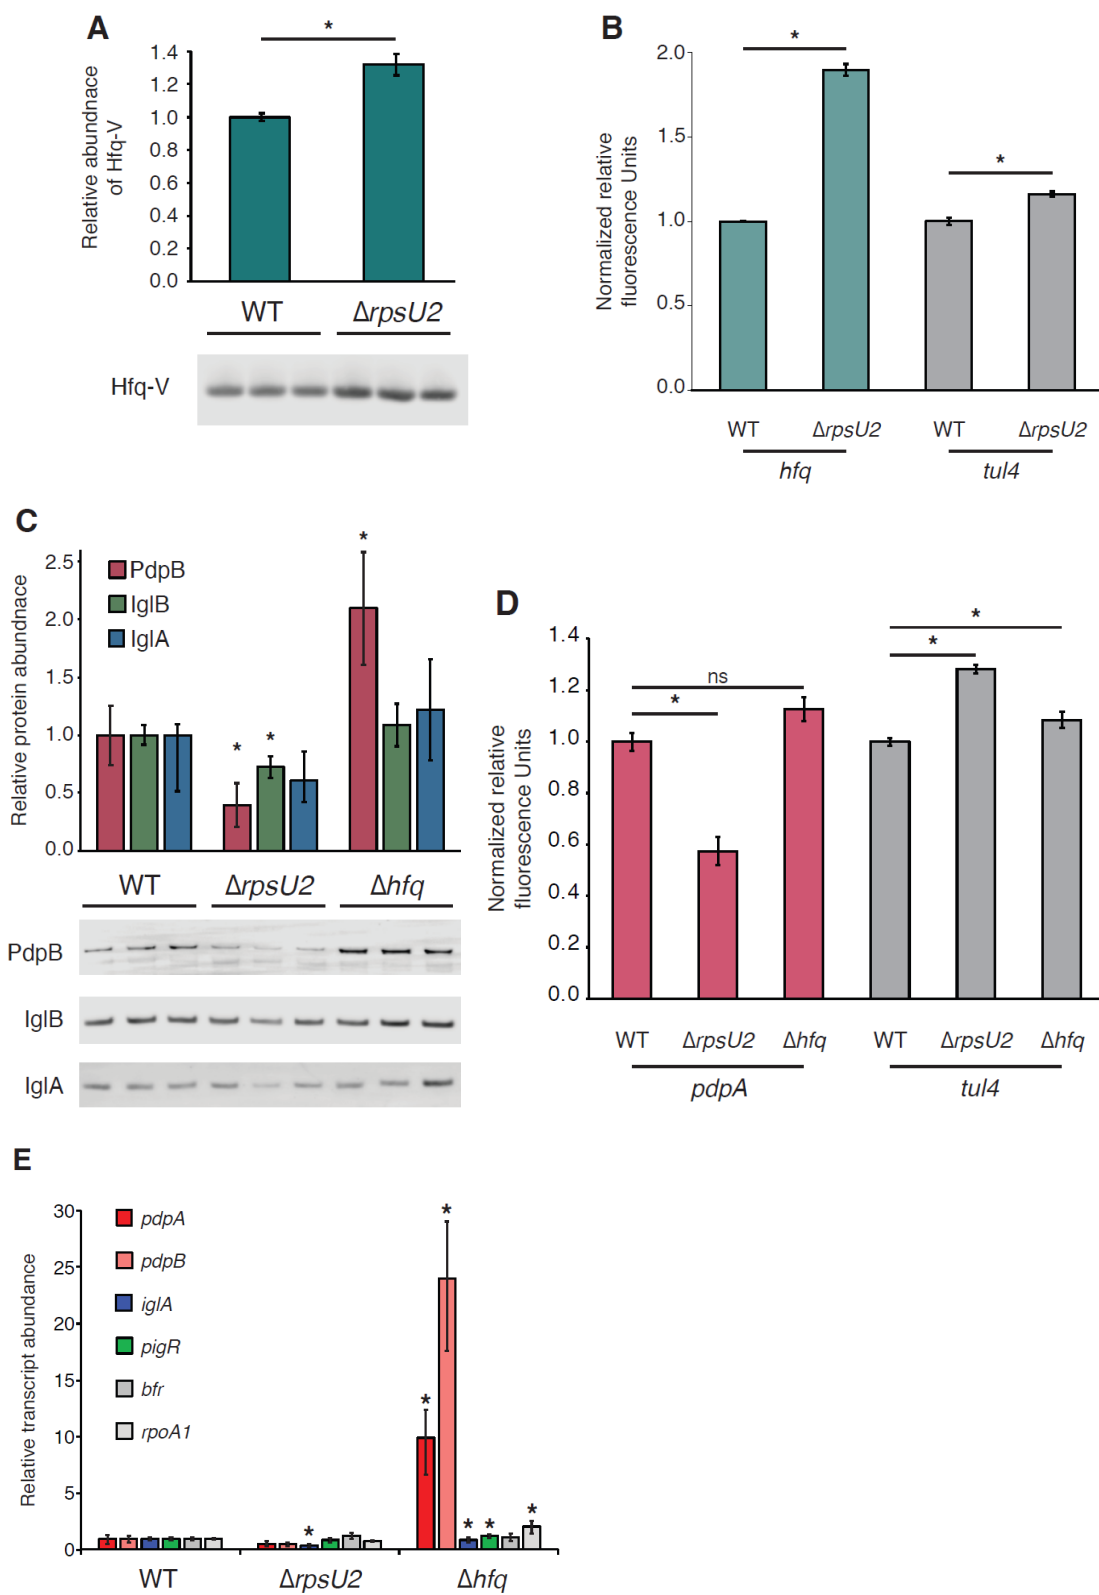 A
*
1.4
1.2
1.0
0.8
0.6
0.4
0.2
0.0
Relative abundnace
of Hfq-V
WT
ΔrpsU2
Hfq-V
B
*
*
2.0
1.5
1.0
0.5
0.0
Normalized relative
fluorescence Units
WT
ΔrpsU2
WT
ΔrpsU2
hfq
tul4
C
*
2.5
2.0
1.5
1.0
0.5
0.0
Relative protein abundnace
PdpB
IglB
IglA
*
*
WT
ΔrpsU2
Δhfq
PdpB
IglB
IglA
D
1.4
1.2
1.0
0.8
0.6
0.4
0.2
0.0
Normalized relative
fluorescence Units
ns
*
*
*
WT
ΔrpsU2
Δhfq
WT
ΔrpsU2
Δhfq
pdpA
tul4
E
30
25
20
15
10
5
0
Relative transcript abundance
pdpA
pdpB
iglA
pigR
bfr
rpoA1
*
*
*
*
*
*
WT
ΔrpsU2
Δhfq